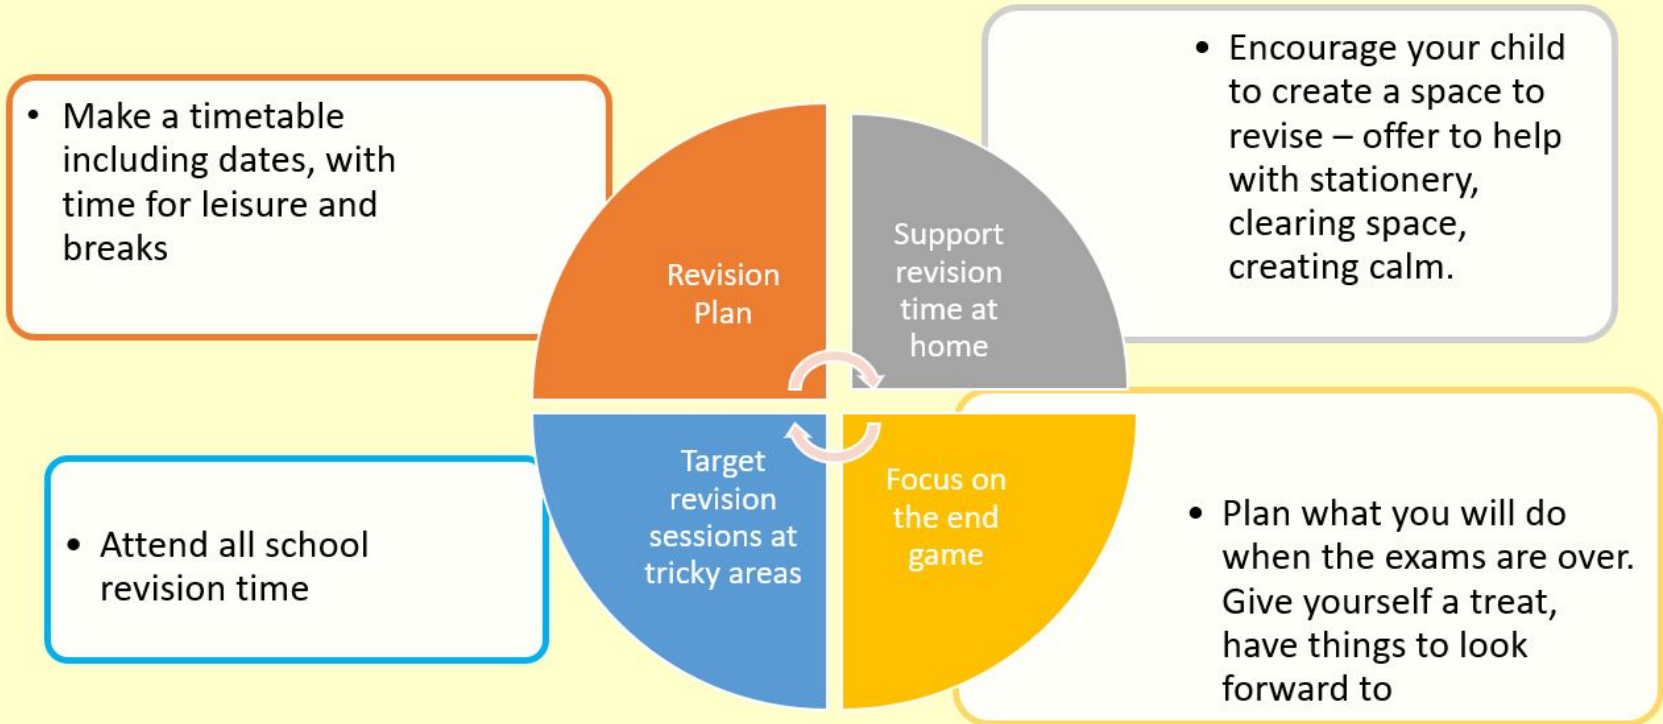 • Make a timetable
including dates, with
time for leisure and
breaks
Revision
Plan
• Encourage your child
to create a space to
revise – offer to help
with stationery,
clearing space,
creating calm.
Support
revision
time at
home
• Attend all school
revision time
Target
revision
sessions at
tricky areas
Focus on
the end
game
• Plan what you will do
when the exams are over.
Give yourself a treat,
have things to look
forward to